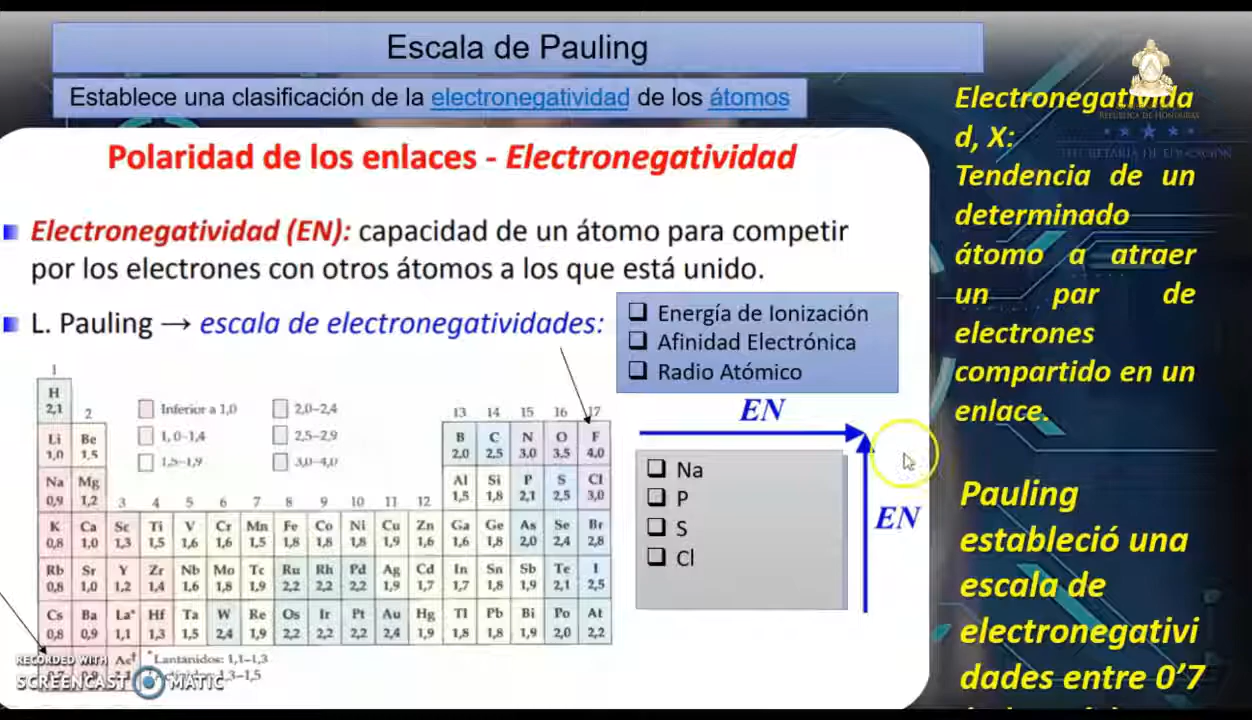 Escala de Pauling
Establece una clasificación de la electronegatividad de los átomos
REPÚBLICA DE HONDURAS
SECRETARÍA DE EDUCACIÓN
Polaridad de los enlaces - Electronegatividad
Electronegatividad (EN): capacidad de un átomo para competir
por los electrones con otros átomos a los que está unido.
L. Pauling → escala de electronegatividades:
Energía de Ionización
Afinidad Electrónica
Radio Atómico
1
H
2,1
2
Inferior a 1,0
2,0–2,4
1,0–1,4
2,5–2,9
1,5–1,9
3,0–4,0
13 14 15 16 17
B C N O F
2,0 2,5 3,0 3,5 4,0
Li Be
1,0 1,5
Na Mg
0,9 1,2
3 4 5 6 7 8 9 10 11 12
Al Si P S Cl
1,5 1,8 2,1 2,5 3,0
K Ca Sc Ti V Cr Mn Fe Co Ni Cu Zn Ga Ge As Se Br
0,8 1,0 1,3 1,5 1,6 1,6 1,5 1,8 1,8 1,8 1,9 1,6 1,6 1,8 2,0 2,4 2,8
Rb Sr Y Zr Nb Mo Tc Ru Rh Pd Ag Cd In Sn Sb Te I
0,8 1,0 1,2 1,4 1,6 1,8 1,9 2,2 2,2 2,2 1,9 1,7 1,7 1,8 1,9 2,1 2,5
Cs Ba La* Hf Ta W Re Os Ir Pt Au Hg Tl Pb Bi Po At
0,8 0,9 1,1 1,3 1,5 2,4 1,9 2,2 2,2 2,2 2,4 1,9 1,8 1,8 1,9 2,0 2,2
Ac† *Lantánidos: 1,1–1,3
1,3–1,5
RECORDED WITH
SCREENCAST MATIC
EN
Na
P
S
Cl
EN
Electronegativida
d, X:
Tendencia de un
determinado
átomo a atraer
un par de
electrones
compartido en un
enlace.
Pauling
estableció una
escala de
electronegativi
dades entre 0’7